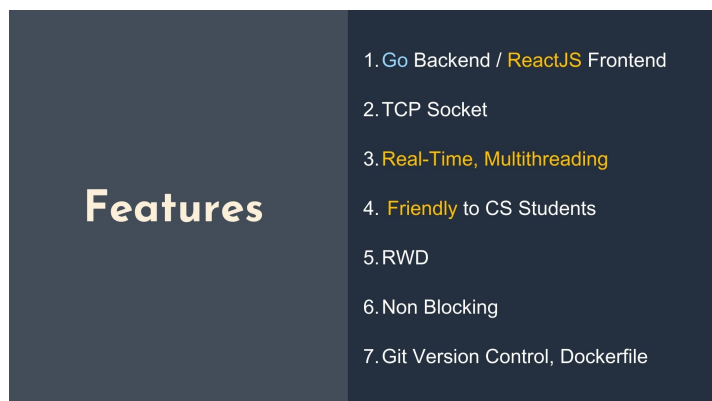 Features
1. Go Backend / ReactJS Frontend
2. TCP Socket
3. Real-Time, Multithreading
4. Friendly to CS Students
5. RWD
6. Non Blocking
7. Git Version Control, Dockerfile